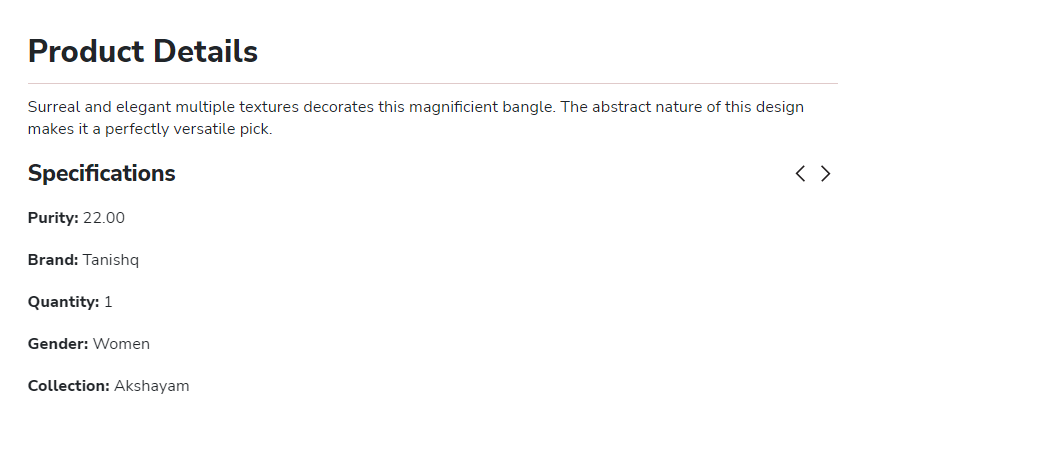 Product Details
Surreal and elegant multiple textures decorates this magnificient bangle. The abstract nature of this design
makes it a perfectly versatile pick.
Specifications
Purity: 22.00
Brand: Tanishq
Quantity: 1
Gender: Women
Collection: Akshayam